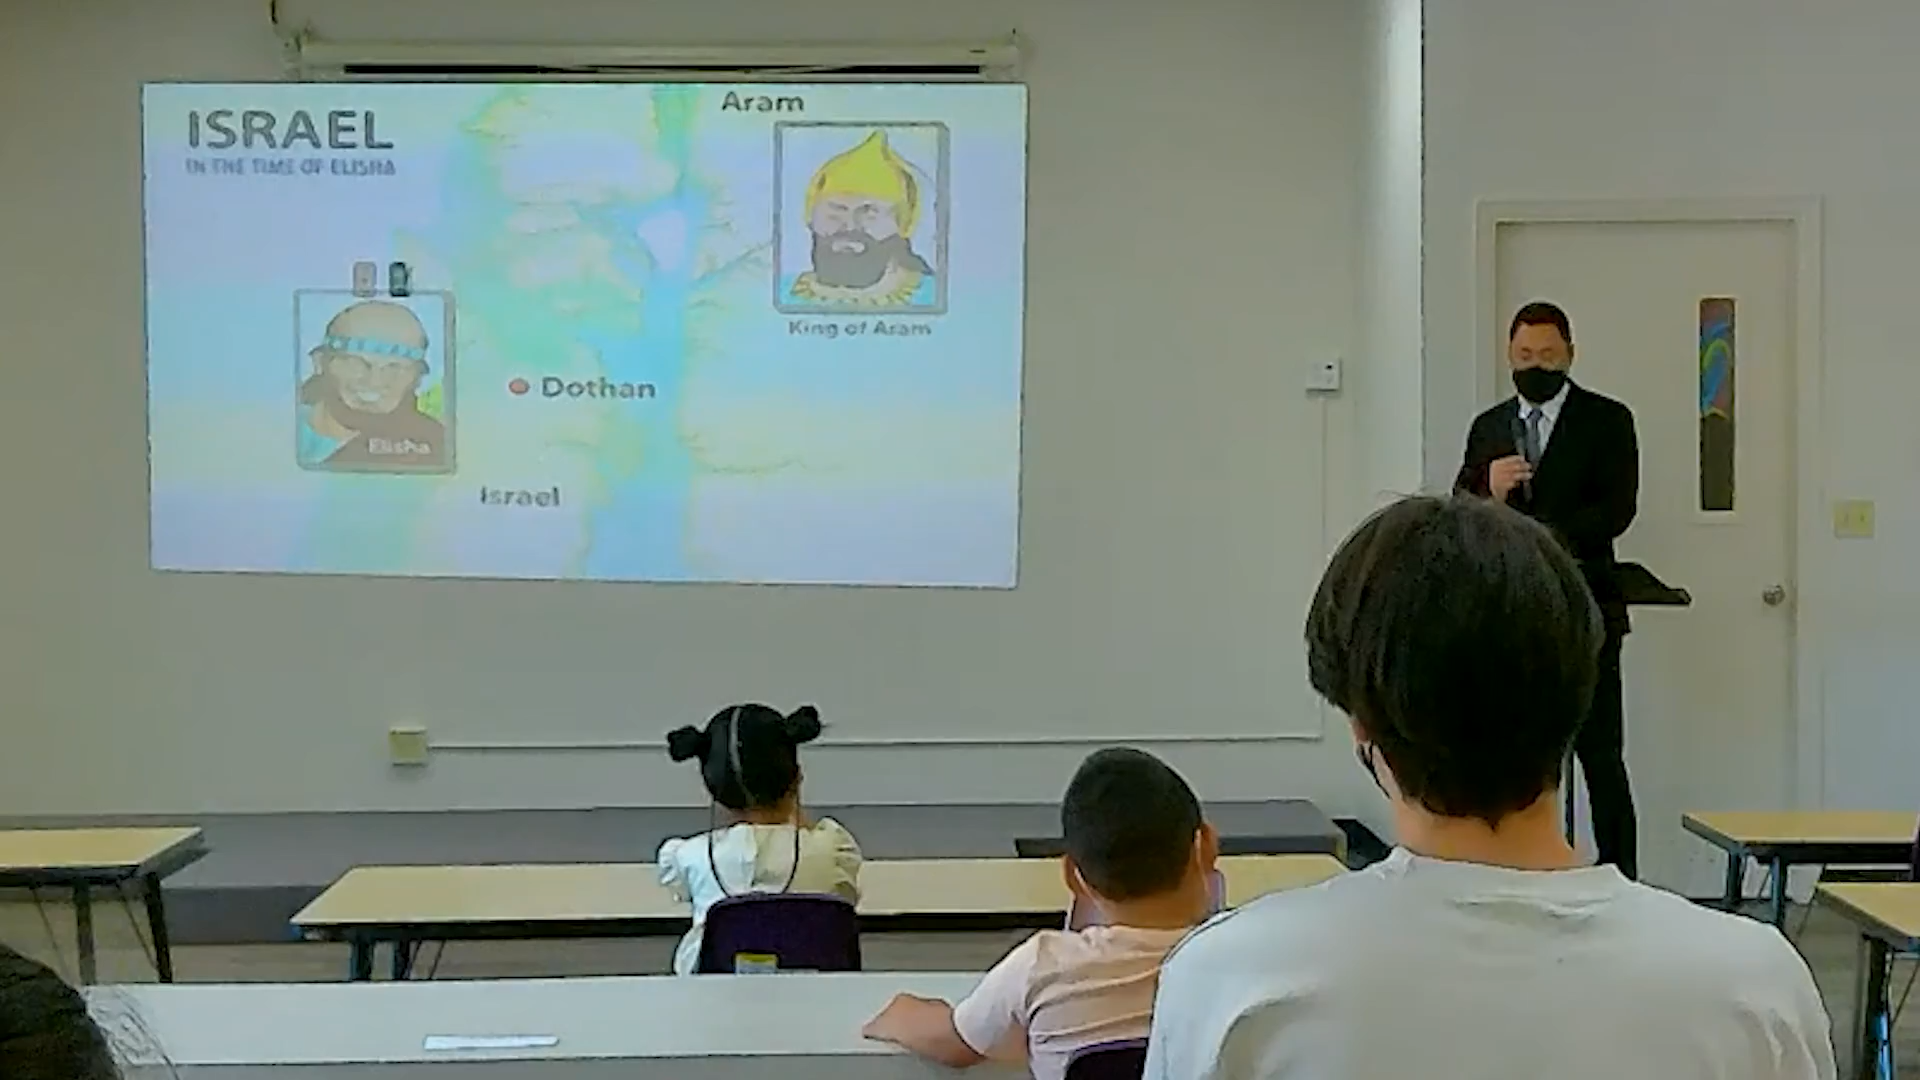 ISRAEL
IN THE TIME OF ELISHA
Aram
King of Aram
Elisha
Dothan
Israel